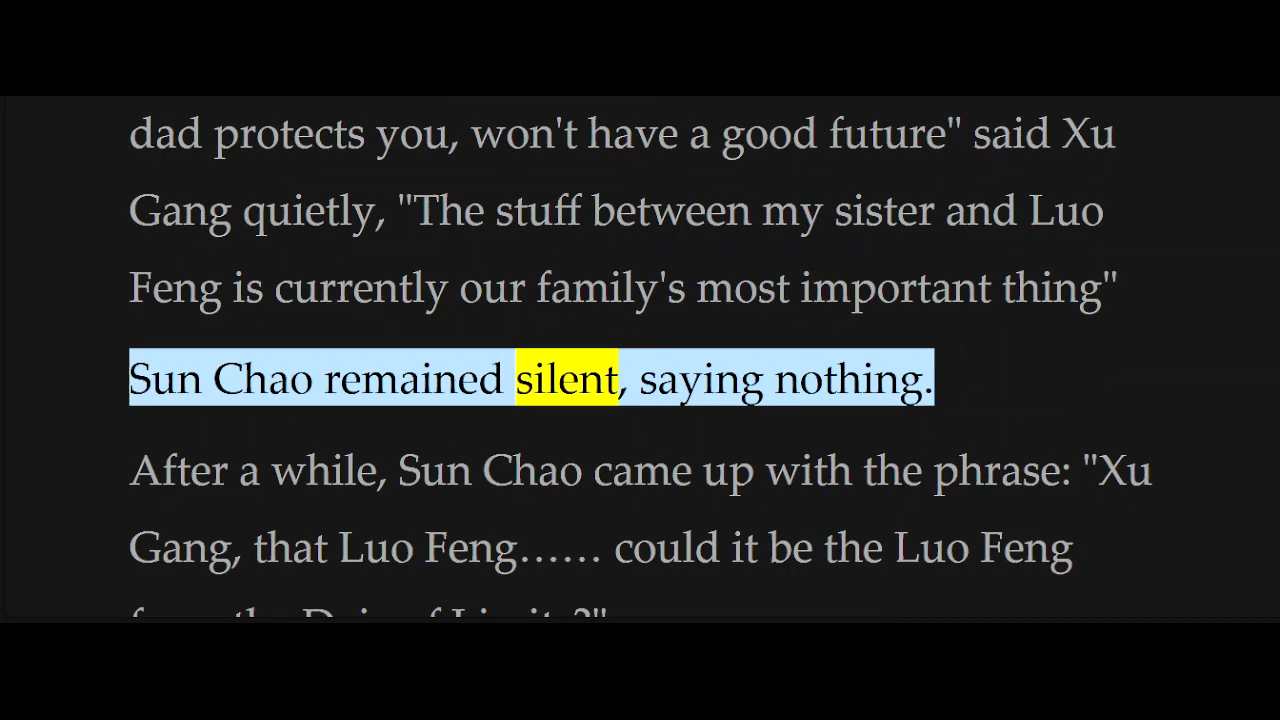 dad protects you, won't have a good future" said Xu
Gang quietly, "The stuff between my sister and Luo
Feng is currently our family's most important thing"
Sun Chao remained silent, saying nothing.
After a while, Sun Chao came up with the phrase: "Xu
Gang, that Luo Feng...... could it be the Luo Feng